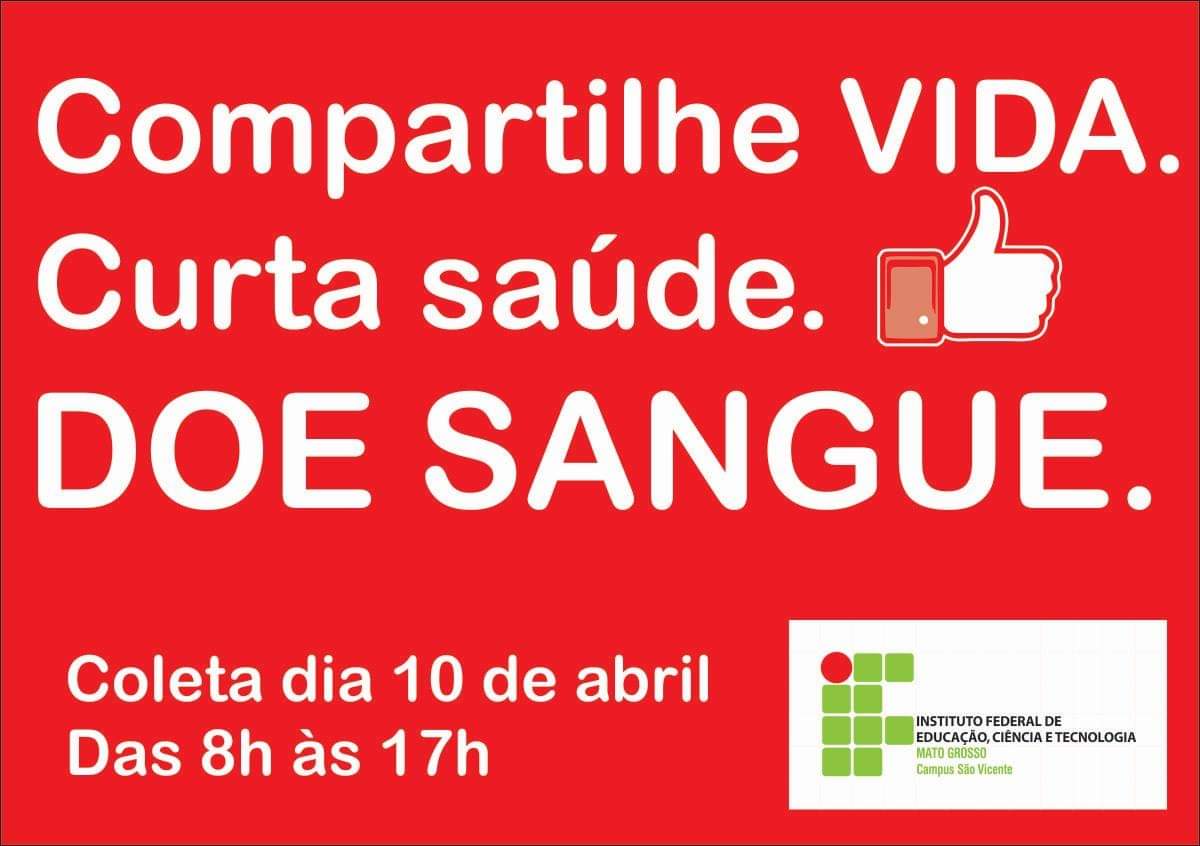 Compartilhe VIDA.
Curta saúde.
DOE SANGUE.
Coleta dia 10 de abril
Das 8h às 17h
INSTITUTO FEDERAL DE
EDUCAÇÃO, CIÊNCIA E TECNOLOGIA
MATO GROSSO
Campus São Vicente